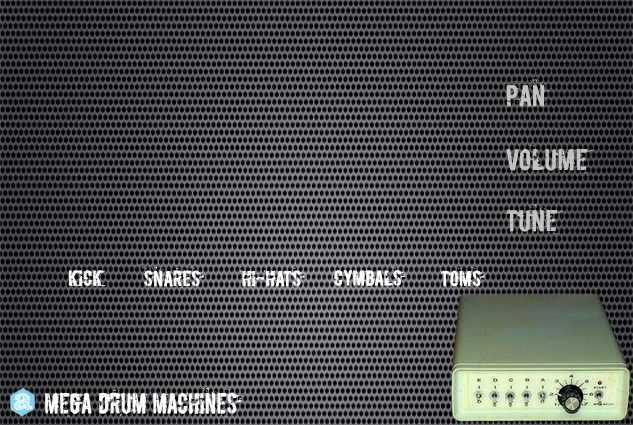 PAN
VOLUME
TUNE
KICK SNARES HI-HATS CYMBALS TOMS
E D C B A
MEGA DRUM MACHINES